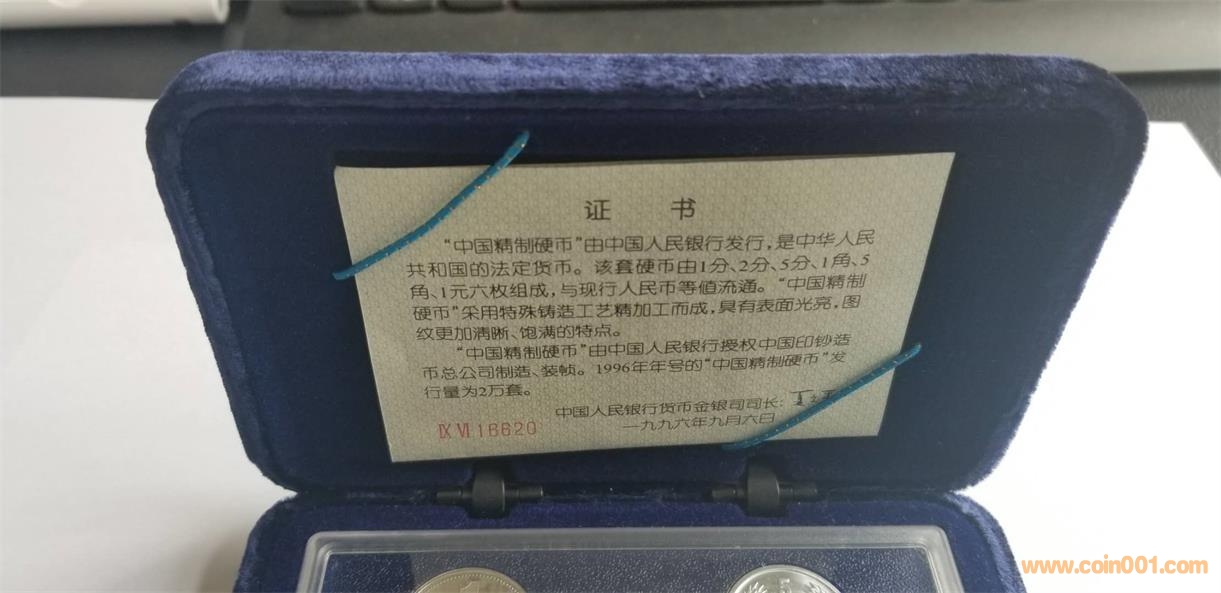 证 书
“中国精制硬币”由中国人民银行发行,是中华人民
共和国的法定货币。该套硬币由1分、2分、5分、1角、5
角、1元六枚组成,与现行人民币等值流通。“中国精制
硬币”采用特殊铸造工艺精加工而成,具有表面光亮,图
纹更加清晰、饱满的特点。
“中国精制硬币”由中国人民银行授权中国印钞造
币总公司制造、装帧。1996年年号的“中国精制硬币”发
行量为2万套。
中国人民银行货币金银司司长:
一九九六年九月六日
ⅨⅥ16620
5
www.coin001.com